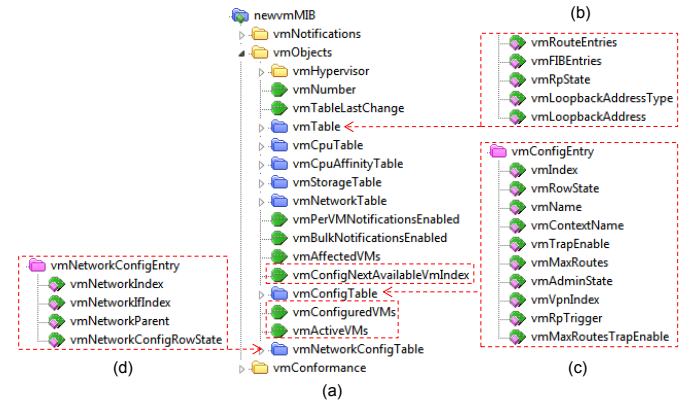 newvmMIB
vmNotifications
vmObjects
vmHypervisor
vmNumber
vmTableLastChange
vmTable
vmCpuTable
vmCpuAffinityTable
vmStorageTable
vmNetworkTable
vmPerVMNotificationsEnabled
vmBulkNotificationsEnabled
vmAffectedVMs
vmConfigNextAvailableVmIndex
vmConfigTable
vmConfiguredVMs
vmActiveVMs
vmNetworkConfigTable
vmConformance
(a)
(b)
vmRouteEntries
vmFIBEntries
vmRpState
vmLoopbackAddressType
vmLoopbackAddress
vmConfigEntry
vmIndex
vmRowState
vmName
vmContextName
vmTrapEnable
vmMaxRoutes
vmAdminState
vmVpnIndex
vmRpTrigger
vmMaxRoutesTrapEnable
(c)
vmNetworkConfigEntry
vmNetworkIndex
vmNetworkIfIndex
vmNetworkParent
vmNetworkConfigRowState
(d)